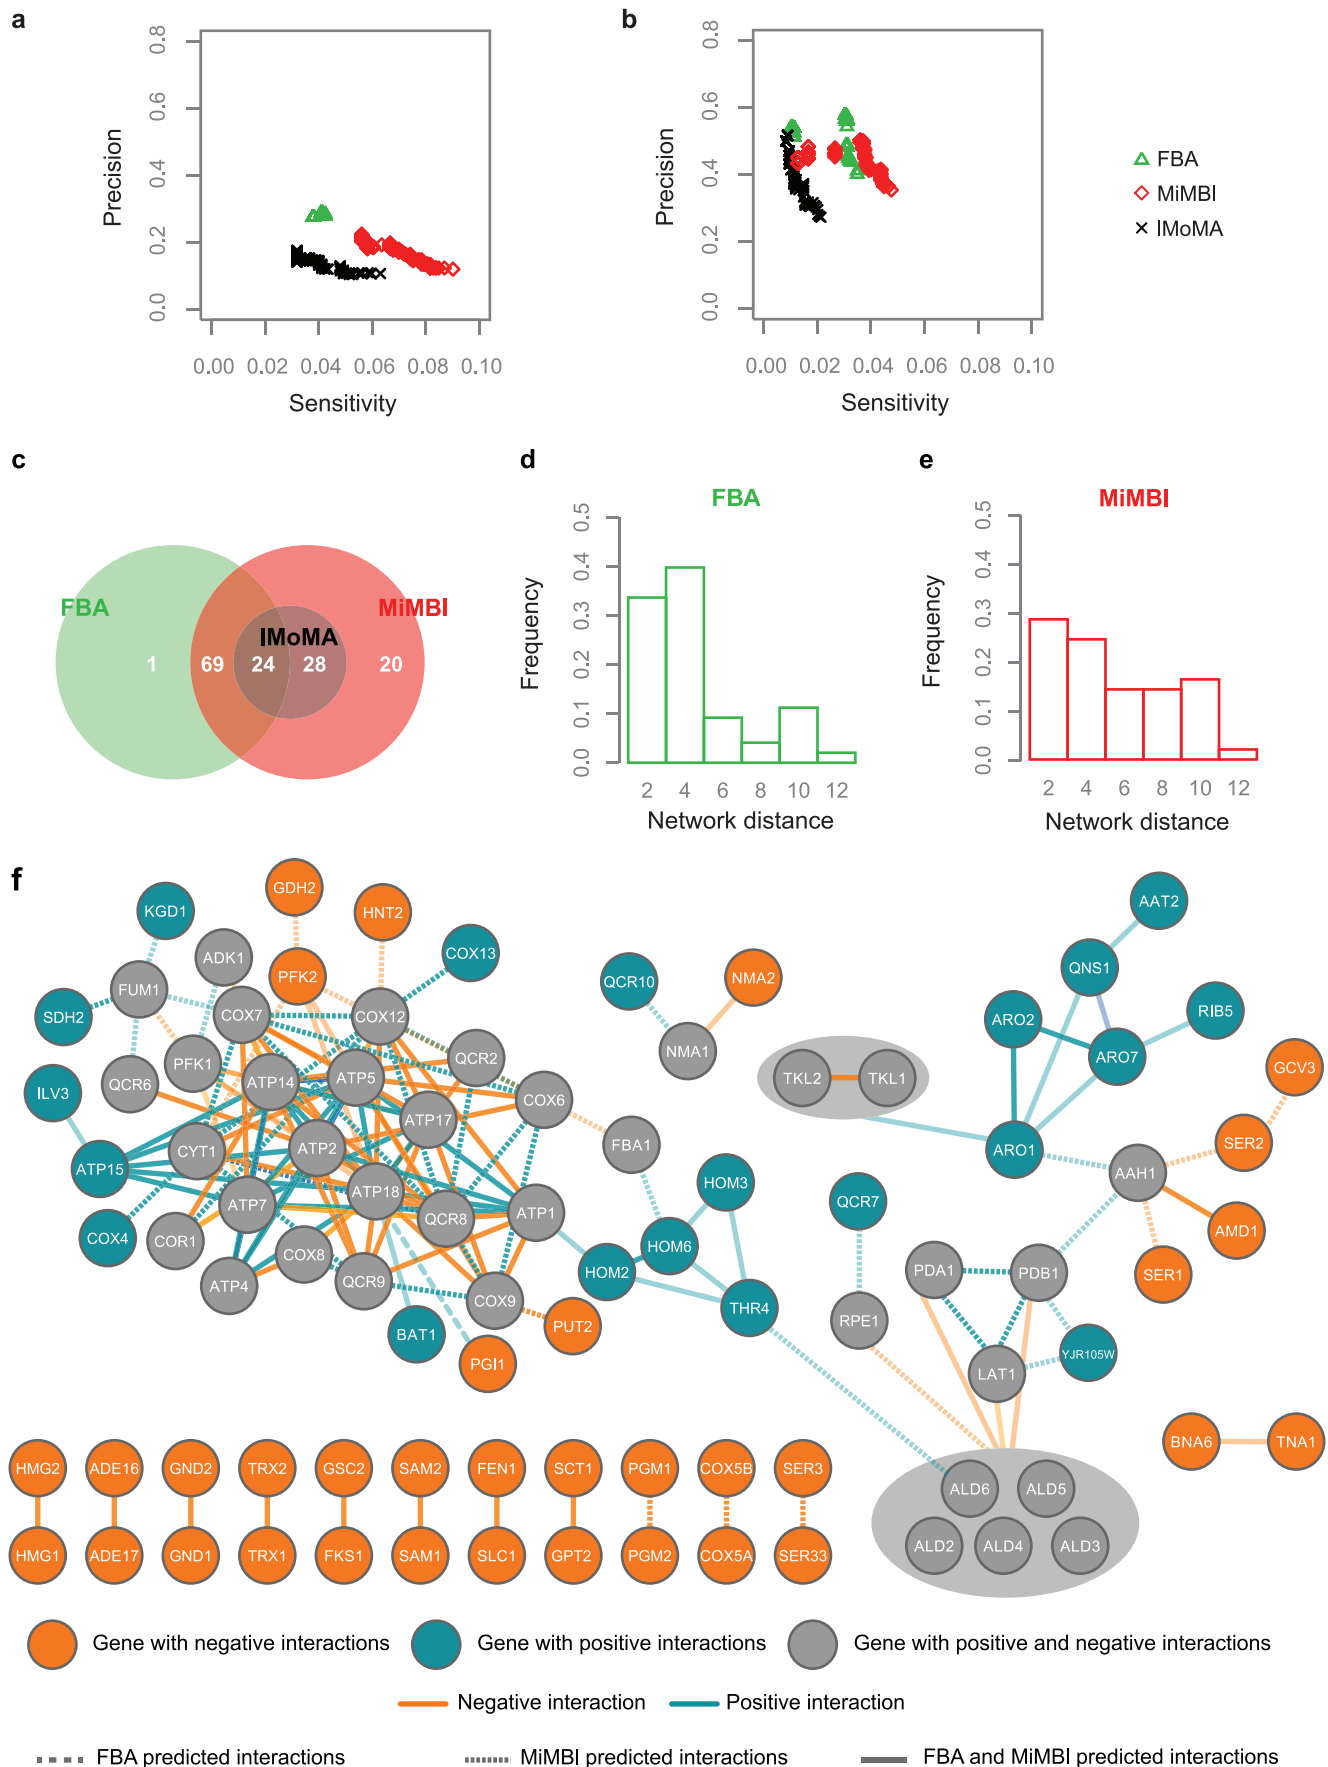 a
b
0.8
0.6
0.4
0.2
0.0
Precision
0.00 0.02 0.04 0.06 0.08 0.10
Sensitivity
0.8
0.6
0.4
0.2
0.0
Precision
0.00 0.02 0.04 0.06 0.08 0.10
Sensitivity
FBA
MiMBl
lMoMA
c
FBA
MiMBl
lMoMA
1 69 24 28 20
d
FBA
0.5
0.4
0.3
0.2
0.1
0.0
Frequency
2 4 6 8 10 12
Network distance
e
MiMBl
0.5
0.4
0.3
0.2
0.1
0.0
Frequency
2 4 6 8 10 12
Network distance
f
GDH2
KGD1
HNT2
ADK1
COX13
PFK2
FUM1
SDH2
COX7
COX12
PFK1
QCR2
QCR6
ATP14
ATP5
ILV3
COX6
ATP17
CYT1
ATP2
ATP15
ATP18
ATP7
QCR8
ATP1
COX4
COR1
COX8
ATP4
QCR9
COX9
BAT1
PGI1
PUT2
QCR10
NMA2
NMA1
FBA1
HOM3
HOM6
HOM2
THR4
TKL2
TKL1
AAT2
QNS1
ARO2
RIB5
ARO7
ARO1
GCV3
SER2
AAH1
AMD1
SER1
QCR7
RPE1
PDA1
PDB1
LAT1
YJR105W
BNA6
TNA1
ALD6
ALD5
ALD2
ALD4
ALD3
HMG2 ADE16 GND2 TRX2 GSC2 SAM2 FEN1 SCT1 PGM1 COX5B SER3
HMG1 ADE17 GND1 TRX1 FKS1 SAM1 SLC1 GPT2 PGM2 COX5A SER33
Gene with negative interactions
Gene with positive interactions
Gene with positive and negative interactions
Negative interaction
Positive interaction
FBA predicted interactions
MiMBl predicted interactions
FBA and MiMBl predicted interactions